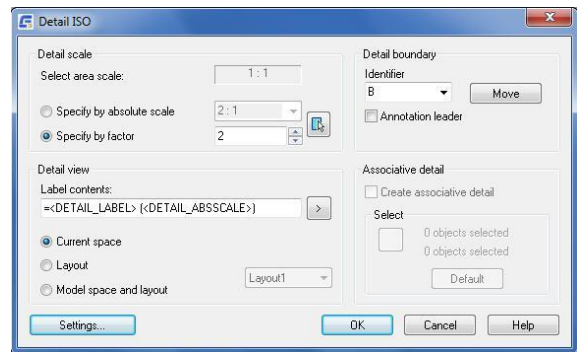 Detail ISO
Detail scale
Select area scale:
1 : 1
Specify by absolute scale
2 : 1
Specify by factor
2
Detail boundary
Identifier
B
Move
Annotation leader
Detail view
Label contents:
=<DETAIL_LABEL> (<DETAIL_ABSSCALE>)
>
Current space
Layout
Model space and layout
Layout1
Associative detail
Create associative detail
Select
0 objects selected
0 objects selected
Default
Settings...
OK
Cancel
Help